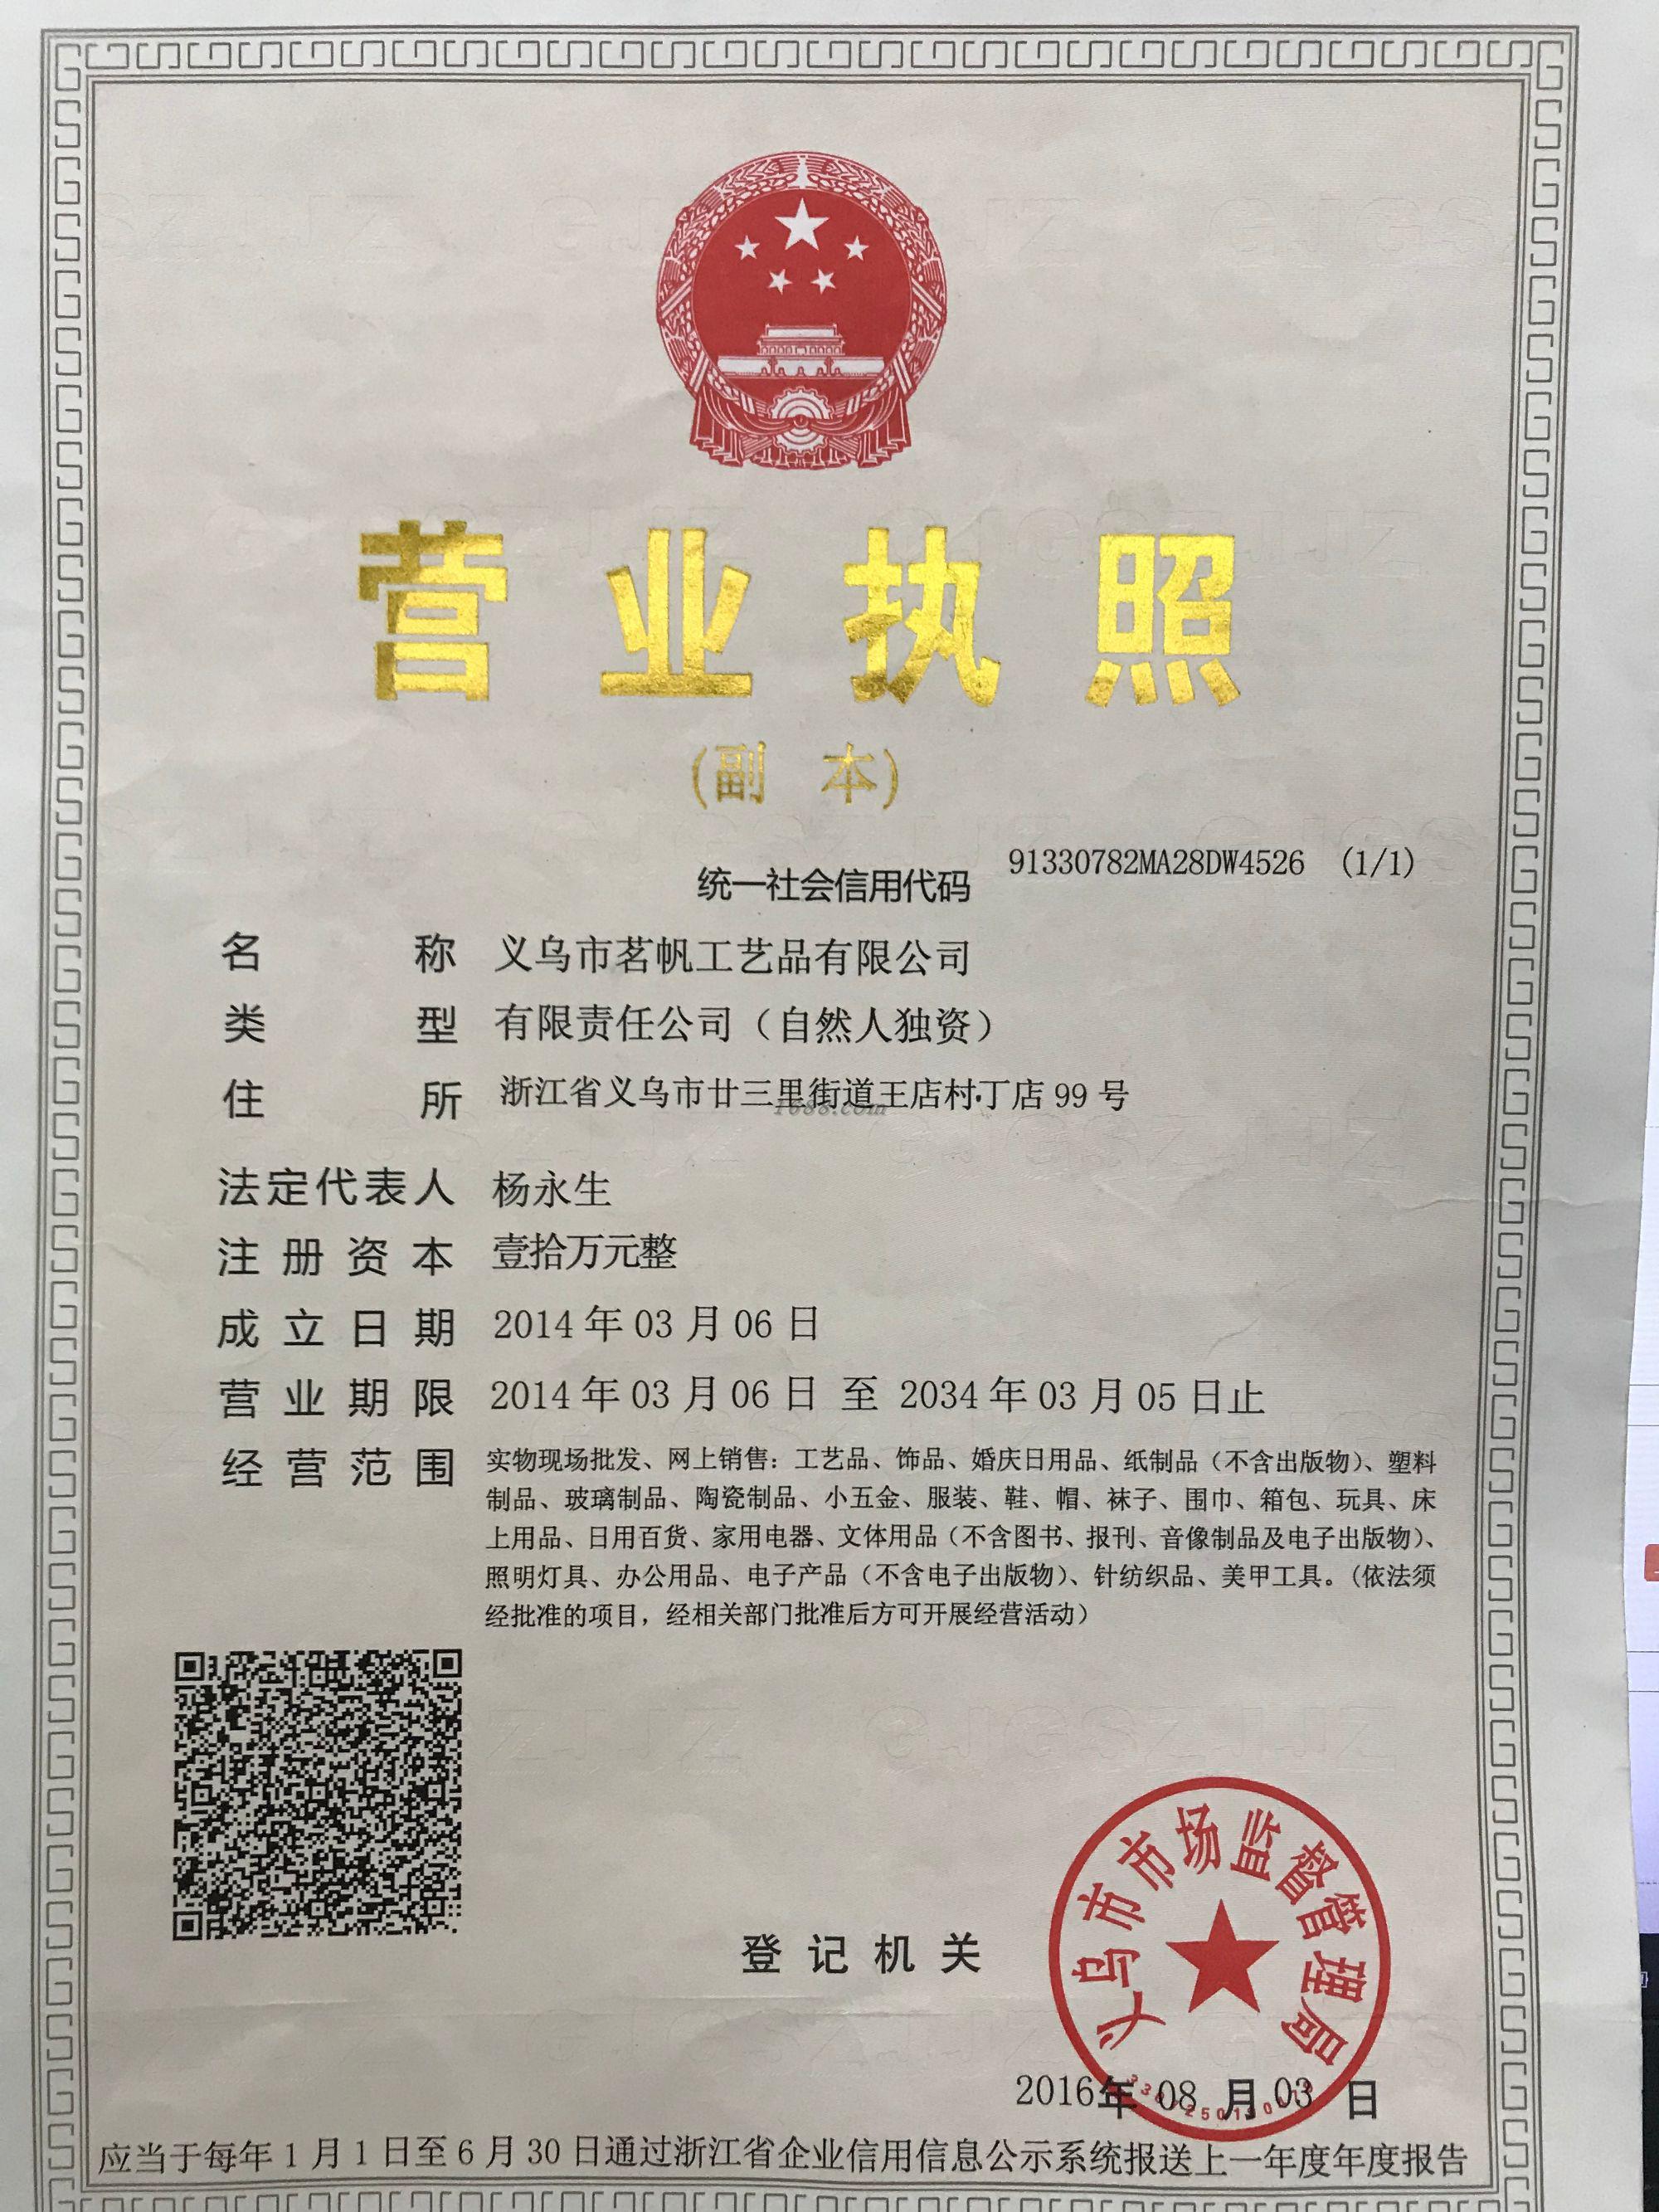 营业执照
(副 本)
统一社会信用代码 91330782MA28DW4526 (1/1)
名 称 义乌市茗帆工艺品有限公司
类 型 有限责任公司（自然人独资）
住 所 浙江省义乌市廿三里街道王店村丁店99号
1688.com
法定代表人 杨永生
注册资本 壹拾万元整
成立日期 2014年03月06日
营业期限 2014年03月06日 至 2034年03月05日止
经营范围 实物现场批发、网上销售：工艺品、饰品、婚庆日用品、纸制品（不含出版物）、塑料
制品、玻璃制品、陶瓷制品、小五金、服装、鞋、帽、袜子、围巾、箱包、玩具、床
上用品、日用百货、家用电器、文体用品（不含图书、报刊、音像制品及电子出版物）、
照明灯具、办公用品、电子产品（不含电子出版物）、针纺织品、美甲工具。（依法须
经批准的项目，经相关部门批准后方可开展经营活动）
登记机关
义乌市市场监督管理局
2016年08月03日
应当于每年1月1日至6月30日通过浙江省企业信用信息公示系统报送上一年度年度报告